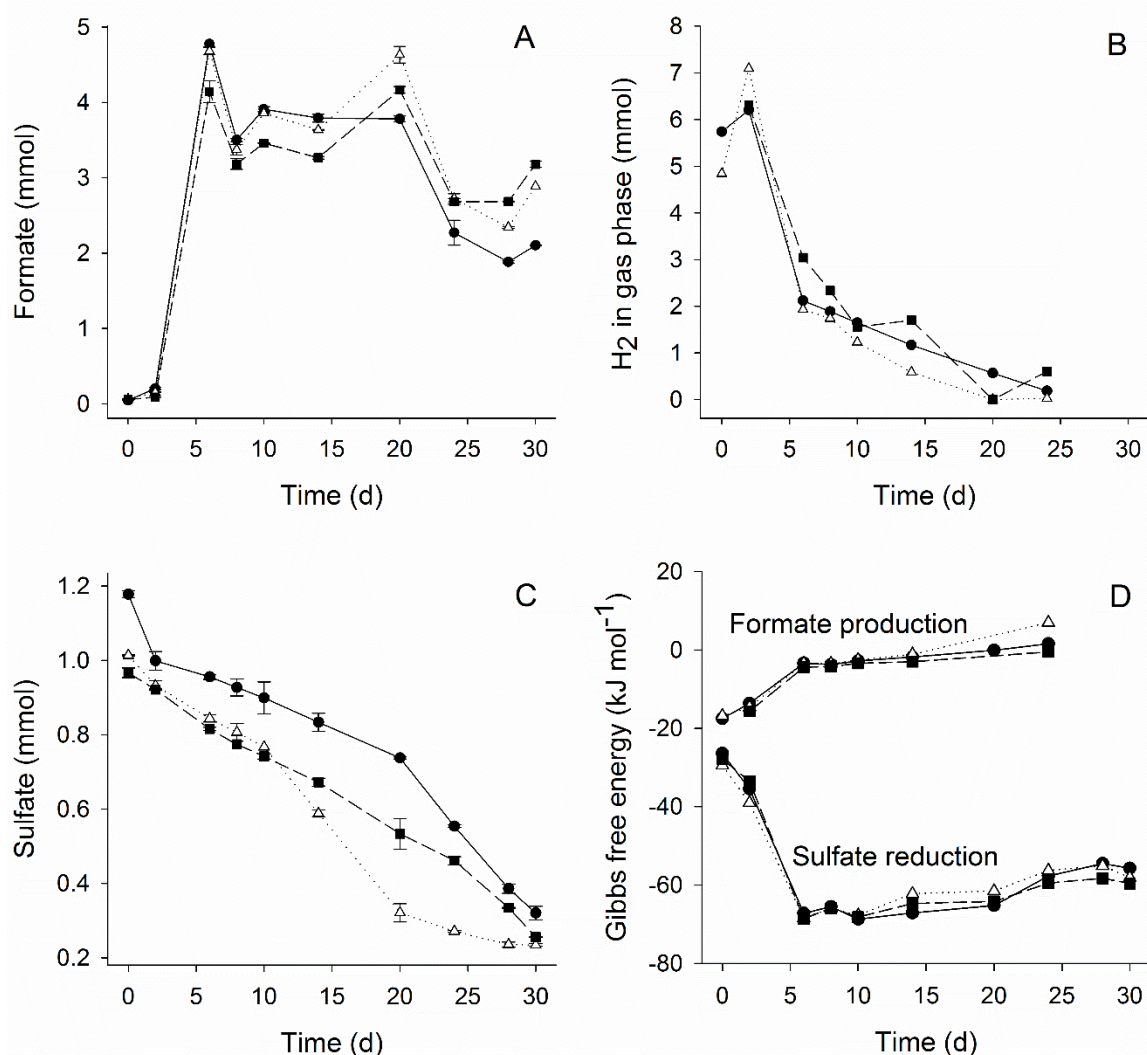 A
Formate (mmol)
5
4
3
2
1
0
0 5 10 15 20 25 30
Time (d)
B
H2 in gas phase (mmol)
8
7
6
5
4
3
2
1
0
0 5 10 15 20 25 30
Time (d)
C
Sulfate (mmol)
1.2
1.0
0.8
0.6
0.4
0.2
0 5 10 15 20 25 30
Time (d)
D
Gibbs free energy (kJ mol⁻¹)
20
0
-20
-40
-60
-80
Formate production
Sulfate reduction
0 5 10 15 20 25 30
Time (d)